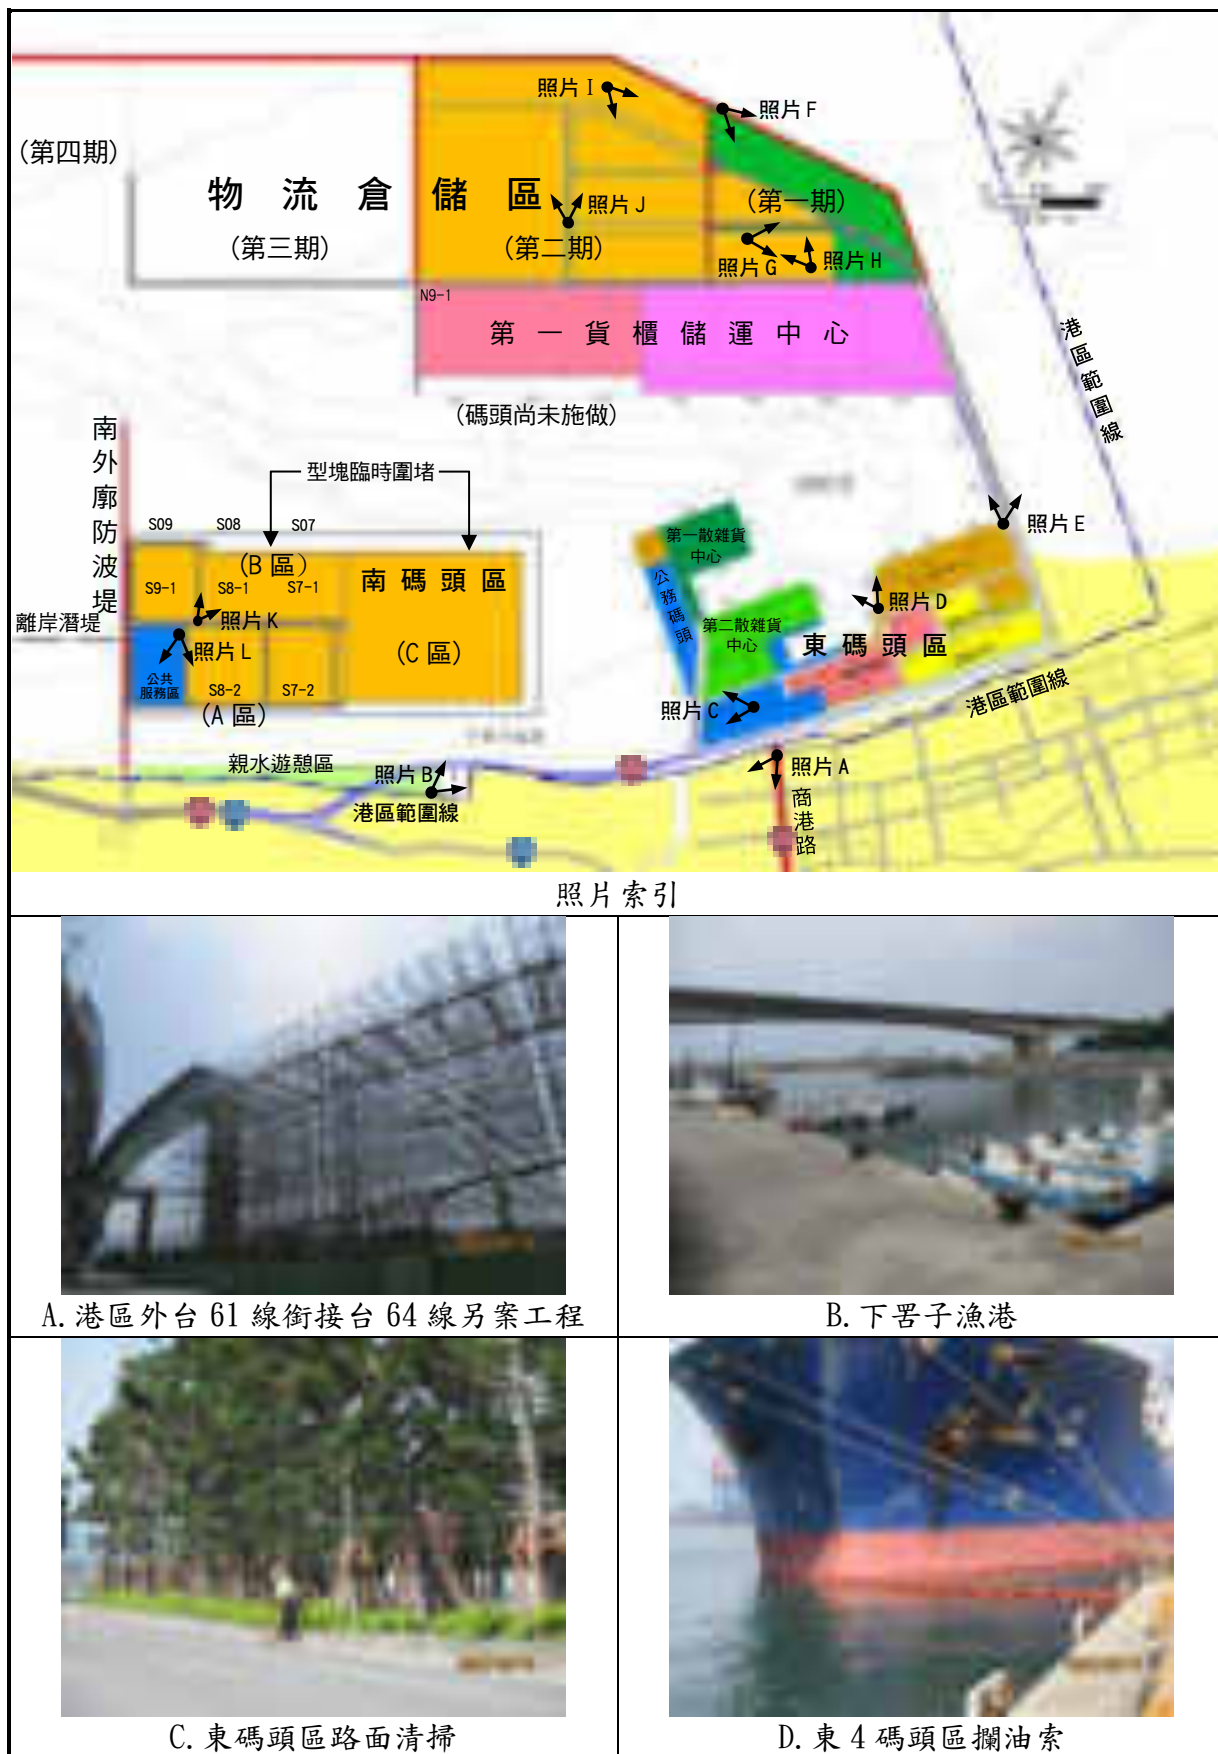 照片 I
照片 F
(第四期)
物流倉儲區
照片 J
(第一期)
(第三期)
(第二期)
照片 G
照片 H
N9-1
第一貨櫃儲運中心
港區範圍線
(碼頭尚未施做)
南外廓防波堤
型塊臨時圍堵
S09
S08
S07
照片 E
第一散雜貨
中心
(B 區)
南碼頭區
S9-1
S8-1
S7-1
公務碼頭
照片 D
離岸潛堤
照片 K
第二散雜貨
中心
東碼頭區
照片 L
(C 區)
公共
服務區
S8-2
S7-2
(A 區)
照片 C
港區範圍線
親水遊憩區
照片 B
照片 A
港區範圍線
商港路
照片索引
A.港區外台 61 線銜接台 64 線另案工程
B.下罟子漁港
C.東碼頭區路面清掃
D.東 4 碼頭區攔油索